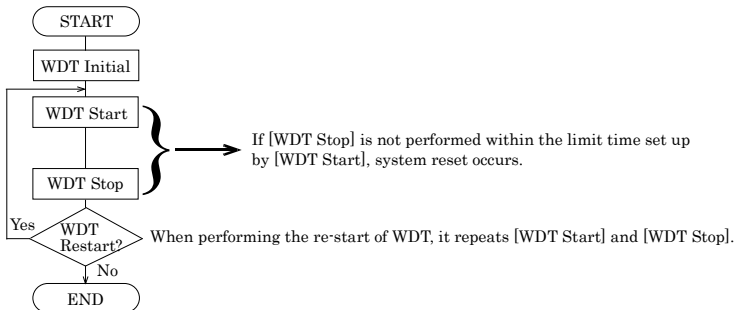 START
WDT Initial
WDT Start
If [WDT Stop] is not performed within the limit time set up
by [WDT Start], system reset occurs.
WDT Stop
Yes
WDT
Restart?
When performing the re-start of WDT, it repeats [WDT Start] and [WDT Stop].
No
END